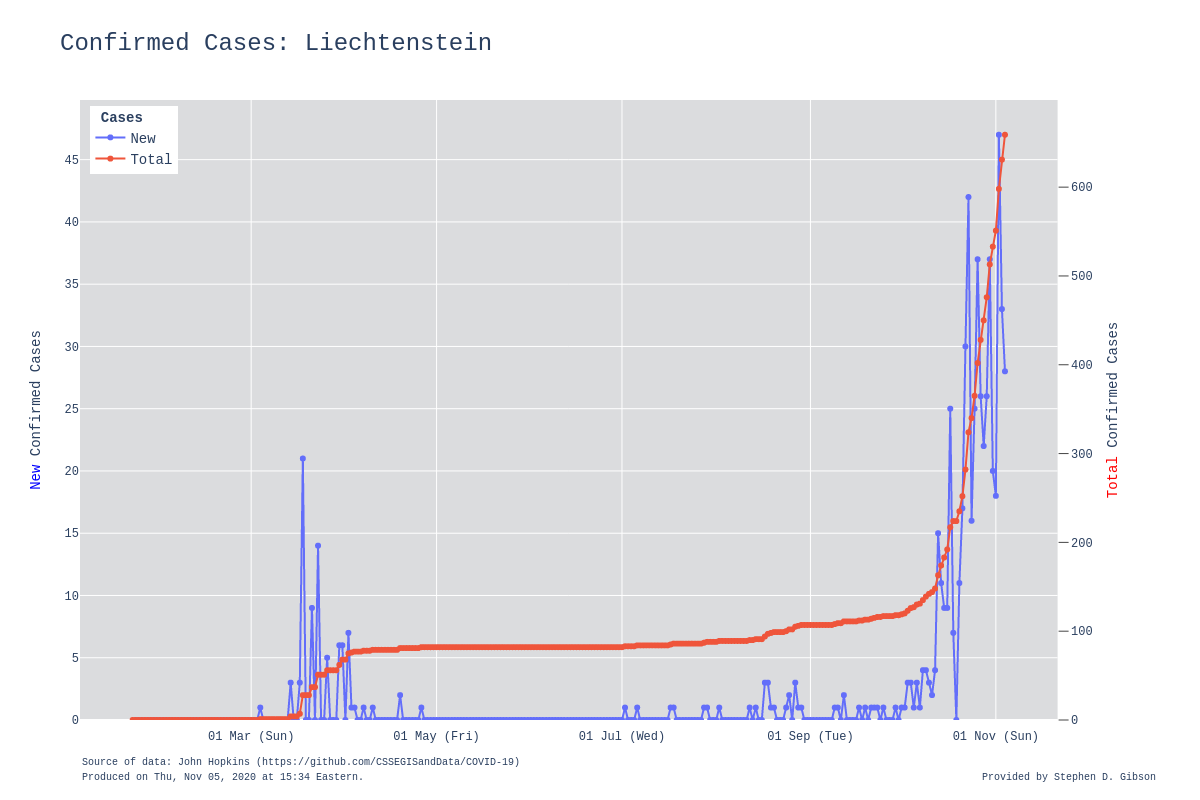 Confirmed Cases: Liechtenstein
Cases
New
Total
45
40
35
30
25
20
15
10
5
0
New Confirmed Cases
600
500
400
300
200
100
0
Total Confirmed Cases
01 Mar (Sun)
01 May (Fri)
01 Jul (Wed)
01 Sep (Tue)
01 Nov (Sun)
Source of data: John Hopkins (https://github.com/CSSEGISandData/COVID-19)
Produced on Thu, Nov 05, 2020 at 15:34 Eastern.
Provided by Stephen D. Gibson